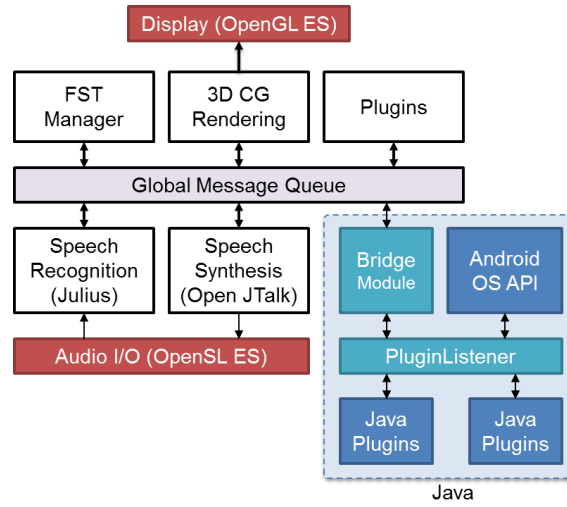 Display (OpenGL ES)
FST
Manager
3D CG
Rendering
Plugins
Global Message Queue
Speech
Recognition
(Julius)
Speech
Synthesis
(Open JTalk)
Bridge
Module
Android
OS API
Audio I/O (OpenSL ES)
PluginListener
Java
Plugins
Java
Plugins
Java